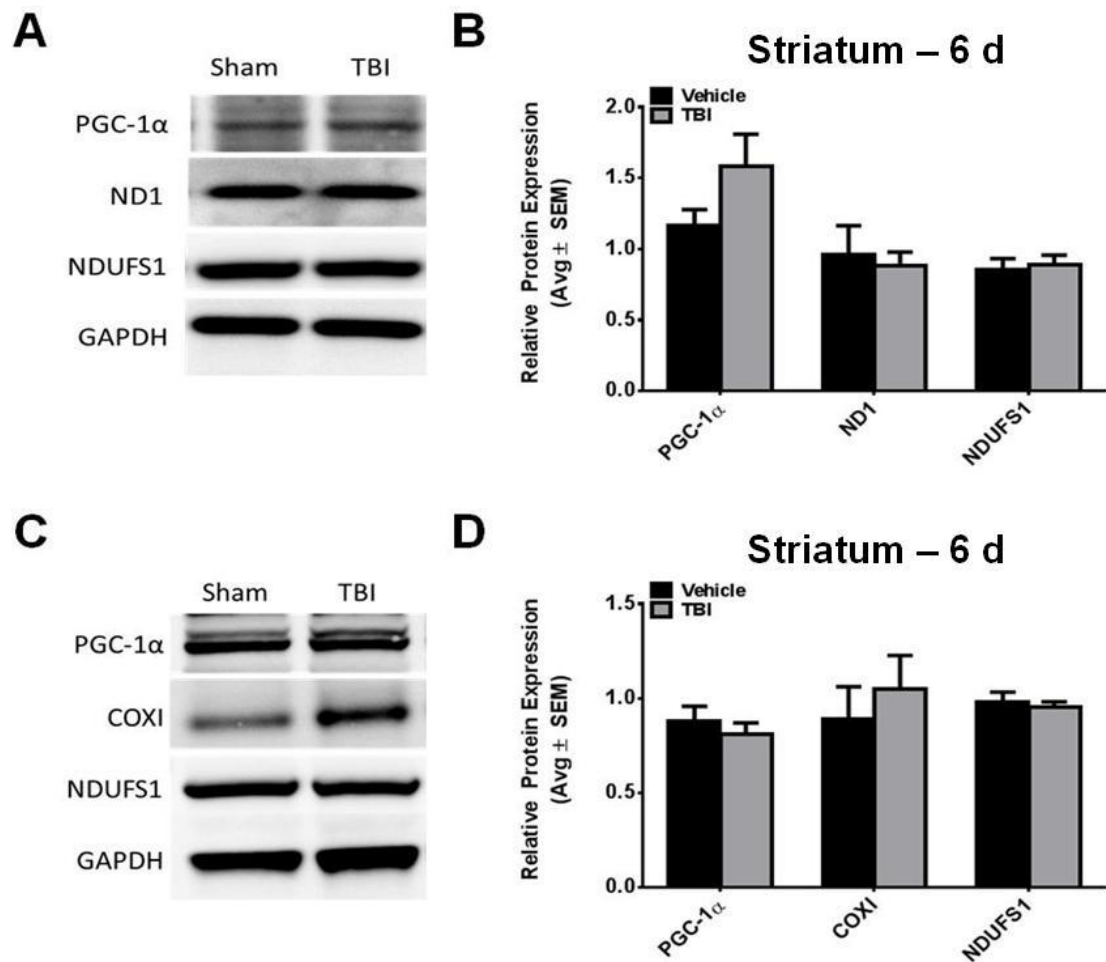 A
Sham TBI
PGC-1α
ND1
NDUFS1
GAPDH
B
Striatum – 6 d
Vehicle
TBI
Relative Protein Expression
(Avg ± SEM)
2.0
1.5
1.0
0.5
0.0
PGC-1α
ND1
NDUFS1
C
Sham TBI
PGC-1α
COXI
NDUFS1
GAPDH
D
Striatum – 6 d
Vehicle
TBI
Relative Protein Expression
(Avg ± SEM)
1.5
1.0
0.5
0.0
PGC-1α
COXI
NDUFS1